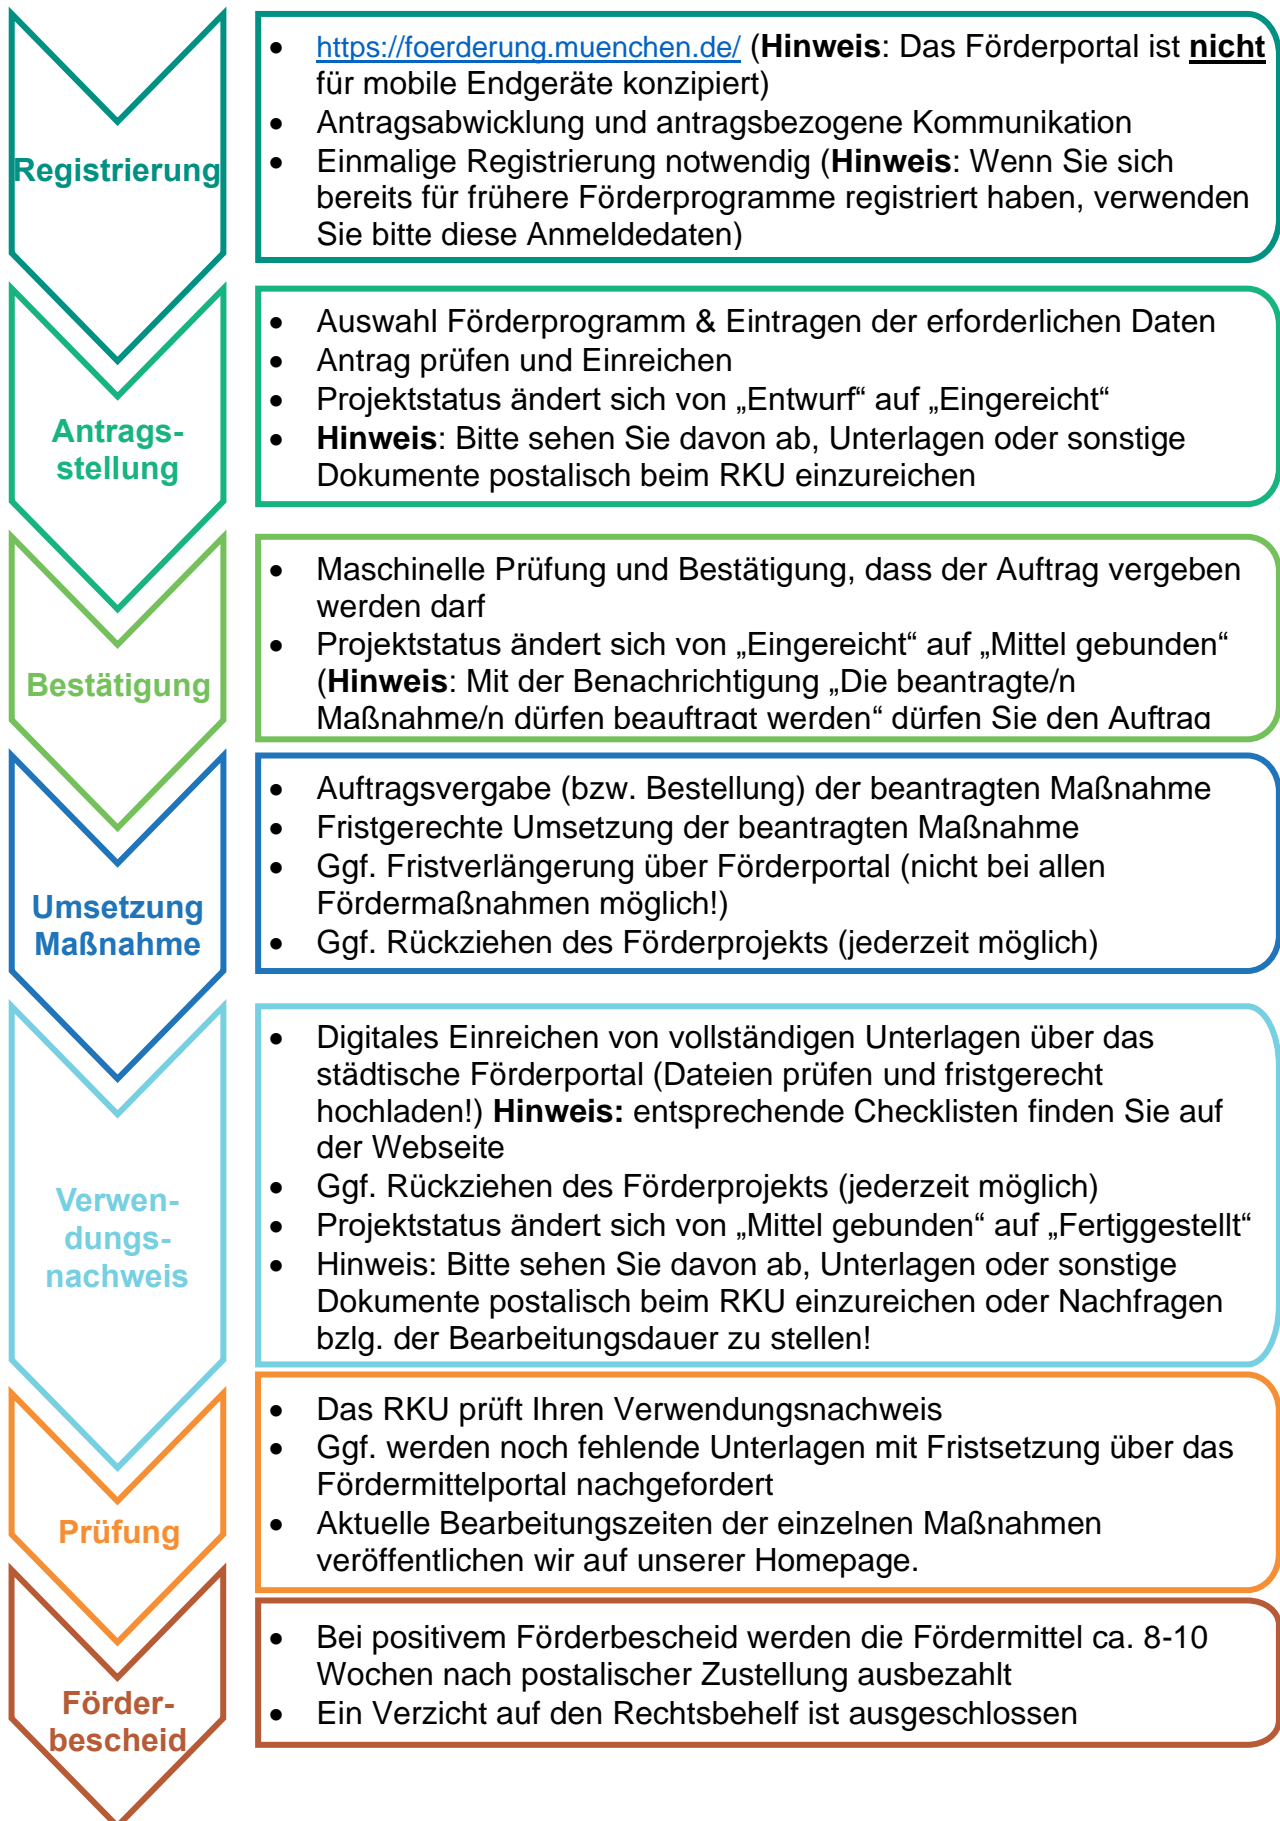 Registrierung
https://foerderung.muenchen.de/ (Hinweis: Das Förderportal ist nicht
für mobile Endgeräte konzipiert)
Antragsabwicklung und antragsbezogene Kommunikation
Einmalige Registrierung notwendig (Hinweis: Wenn Sie sich
bereits für frühere Förderprogramme registriert haben, verwenden
Sie bitte diese Anmeldedaten)
Antrags-
stellung
Auswahl Förderprogramm & Eintragen der erforderlichen Daten
Antrag prüfen und Einreichen
Projektstatus ändert sich von „Entwurf“ auf „Eingereicht“
Hinweis: Bitte sehen Sie davon ab, Unterlagen oder sonstige
Dokumente postalisch beim RKU einzureichen
Bestätigung
Maschinelle Prüfung und Bestätigung, dass der Auftrag vergeben
werden darf
Projektstatus ändert sich von „Eingereicht“ auf „Mittel gebunden“
(Hinweis: Mit der Benachrichtigung „Die beantragte/n
Maßnahme/n dürfen beauftragt werden“ dürfen Sie den Auftrag
Umsetzung
Maßnahme
Auftragsvergabe (bzw. Bestellung) der beantragten Maßnahme
Fristgerechte Umsetzung der beantragten Maßnahme
Ggf. Fristverlängerung über Förderportal (nicht bei allen
Fördermaßnahmen möglich!)
Ggf. Rückziehen des Förderprojekts (jederzeit möglich)
Verwen-
dungs-
nachweis
Digitales Einreichen von vollständigen Unterlagen über das
städtische Förderportal (Dateien prüfen und fristgerecht
hochladen!) Hinweis: entsprechende Checklisten finden Sie auf
der Webseite
Ggf. Rückziehen des Förderprojekts (jederzeit möglich)
Projektstatus ändert sich von „Mittel gebunden“ auf „Fertiggestellt“
Hinweis: Bitte sehen Sie davon ab, Unterlagen oder sonstige
Dokumente postalisch beim RKU einzureichen oder Nachfragen
bzlg. der Bearbeitungsdauer zu stellen!
Prüfung
Das RKU prüft Ihren Verwendungsnachweis
Ggf. werden noch fehlende Unterlagen mit Fristsetzung über das
Fördermittelportal nachgefordert
Aktuelle Bearbeitungszeiten der einzelnen Maßnahmen
veröffentlichen wir auf unserer Homepage.
Förder-
bescheid
Bei positivem Förderbescheid werden die Fördermittel ca. 8-10
Wochen nach postalischer Zustellung ausbezahlt
Ein Verzicht auf den Rechtsbehelf ist ausgeschlossen